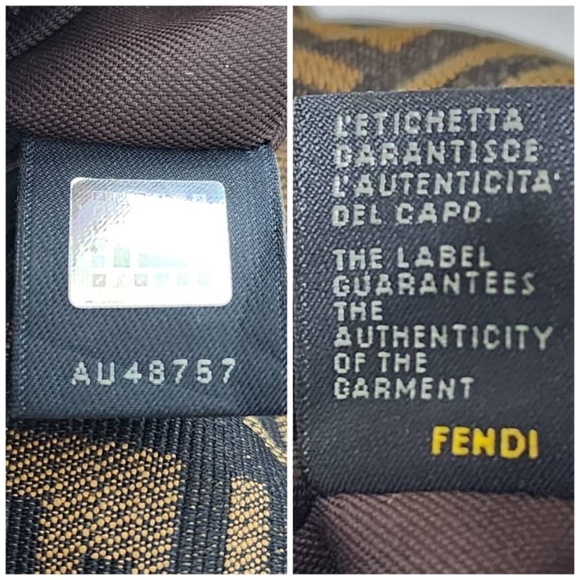 AU48757
L'ETICHETTA
GARANTISCE
L'AUTENTICITA'
DEL CAPO.
THE LABEL
GUARANTEES
THE
AUTHENTICITY
OF THE
GARMENT
FENDI